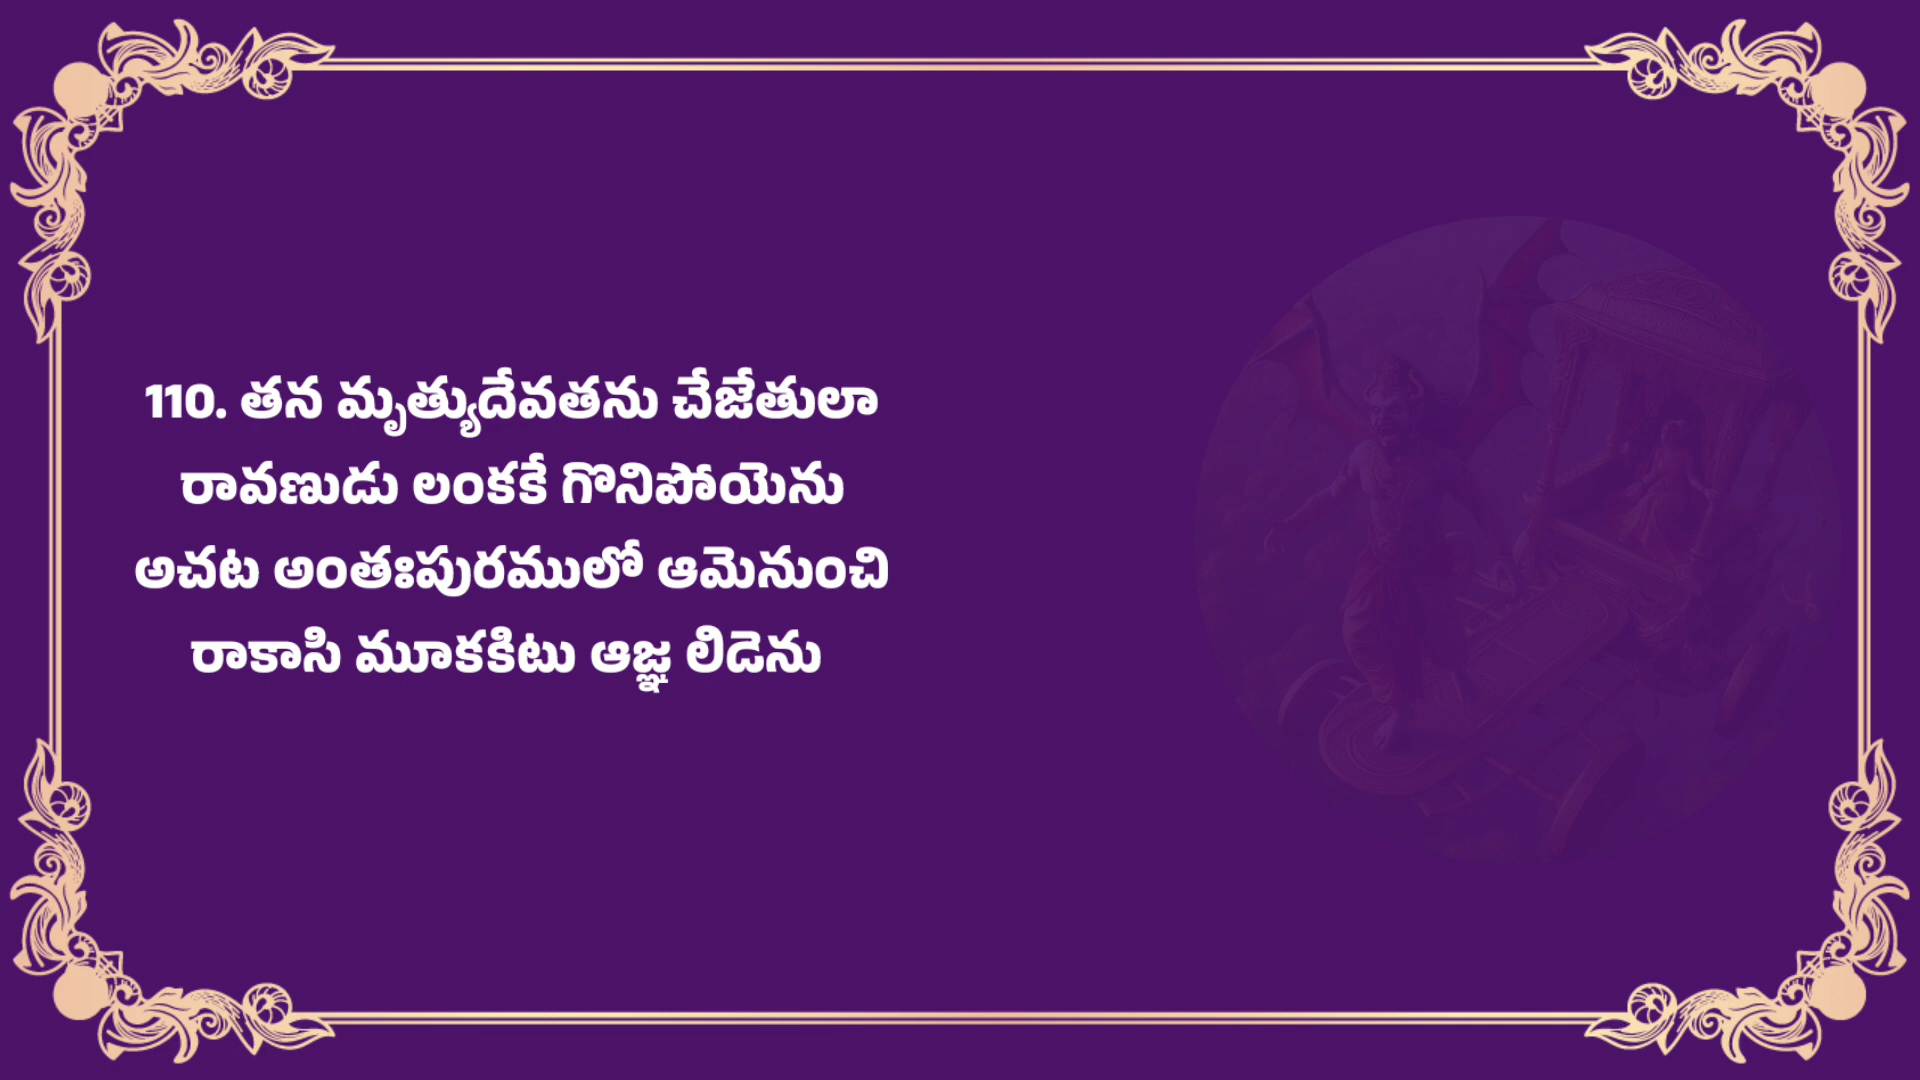 110. తన మృత్యుదేవతను చేజేతులా
రావణుడు లంకకే గొనిపోయెను
అచట అంతఃపురములో ఆమెనుంచి
రాకాసి మూకకిటు ఆజ్ఞ లిడెను